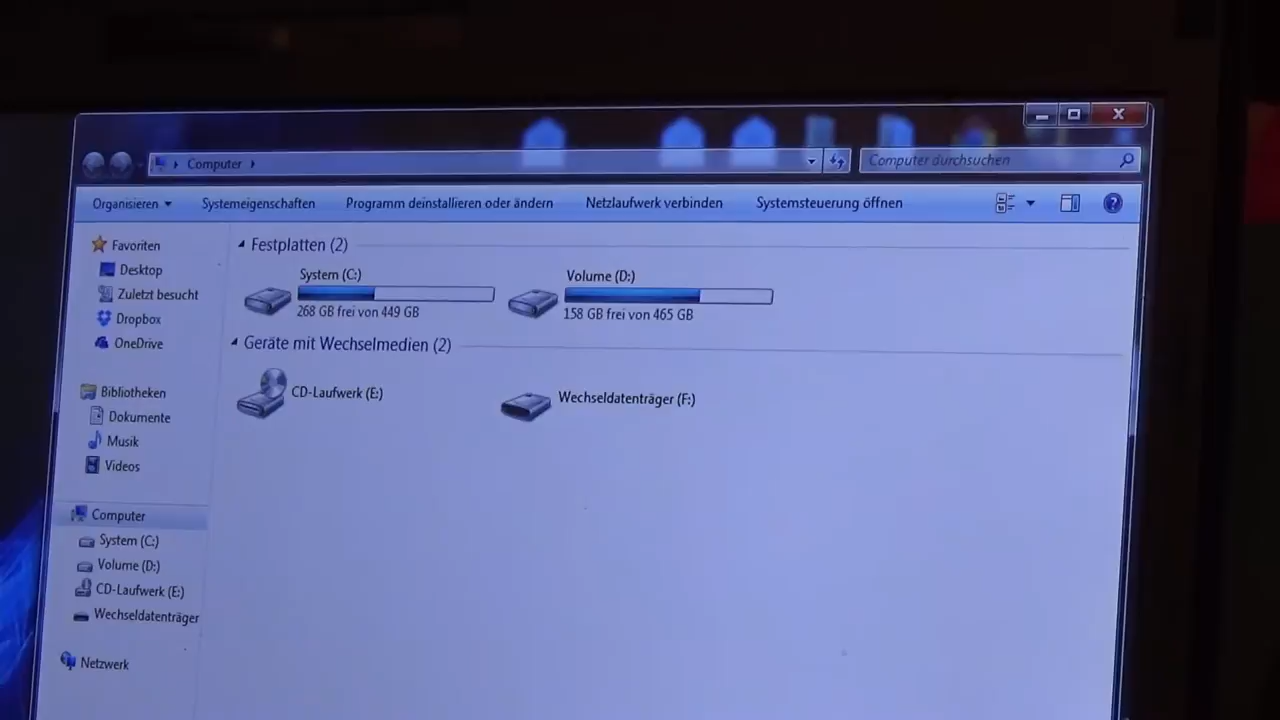 Computer
Computer durchsuchen
Organisieren
Systemeigenschaften
Programm deinstallieren oder ändern
Netzlaufwerk verbinden
Systemsteuerung öffnen
Favoriten
Desktop
Zuletzt besucht
Dropbox
OneDrive
Bibliotheken
Dokumente
Musik
Videos
Computer
System (C:)
Volume (D:)
CD-Laufwerk (E:)
Wechseldatenträger
Netzwerk
Festplatten (2)
System (C:)
268 GB frei von 449 GB
Volume (D:)
158 GB frei von 465 GB
Geräte mit Wechselmedien (2)
CD-Laufwerk (E:)
Wechseldatenträger (F:)